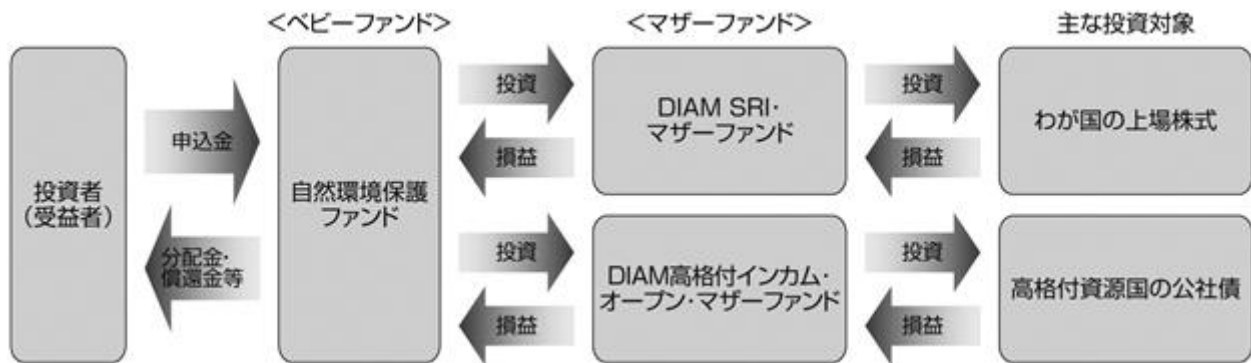 <ベビーファンド>
<マザーファンド>
主な投資対象
投資者
(受益者)
申込金
分配金・
償還金等
自然環境保護
ファンド
投資
損益
DIAM SRI・
マザーファンド
投資
損益
わが国の上場株式
投資
損益
DIAM高格付インカム・
オープン・マザーファンド
投資
損益
高格付資源国の公社債